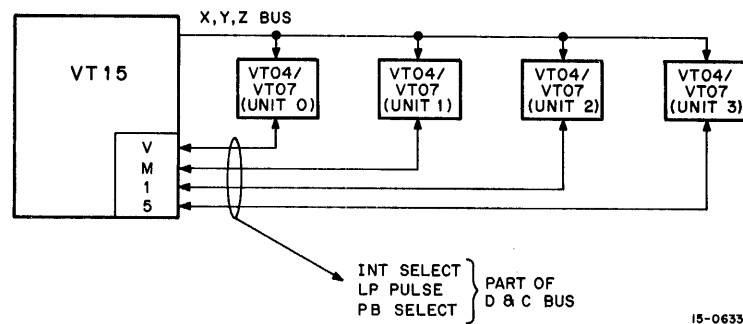 X,Y,Z BUS
VT15
VT04/
VT07
(UNIT 0)
VT04/
VT07
(UNIT 1)
VT04/
VT07
(UNIT 2)
VT04/
VT07
(UNIT 3)
V
M
1
5
INT SELECT
LP PULSE
PB SELECT
PART OF
D & C BUS
15-0633